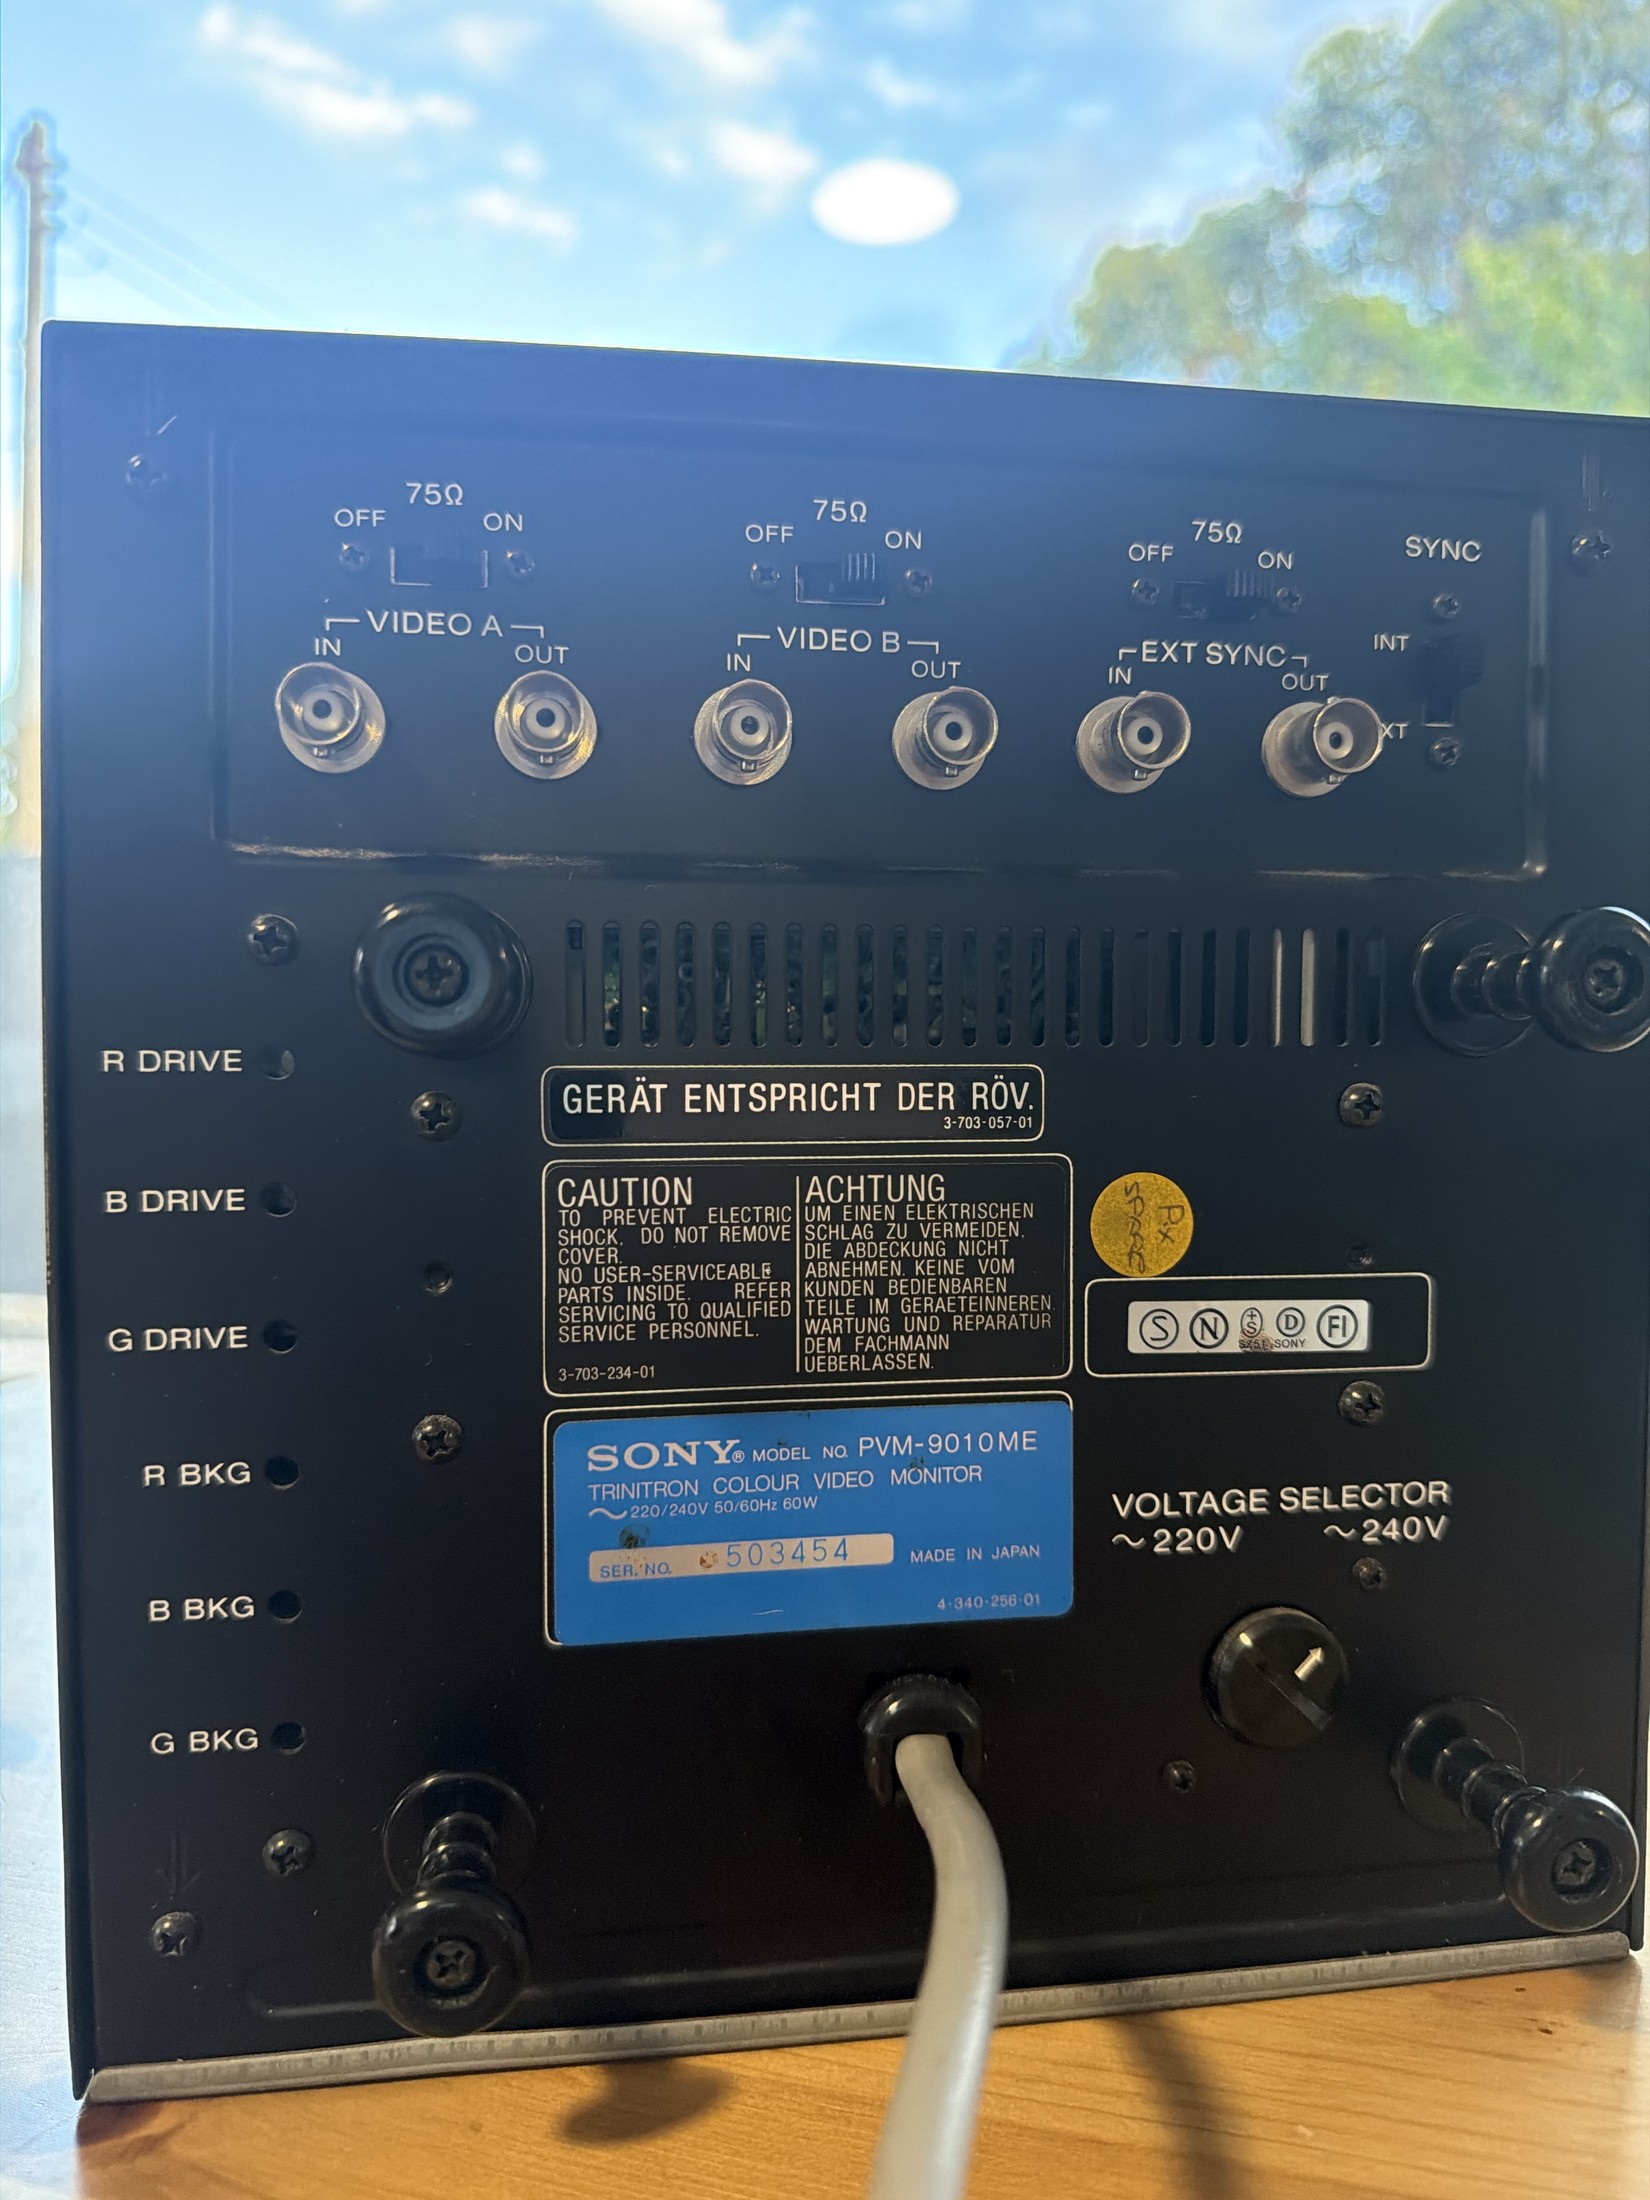 75Ω
OFF ON
VIDEO A
IN OUT
75Ω
OFF ON
VIDEO B
IN OUT
75Ω
OFF ON
EXT SYNC
IN OUT
SYNC
INT
XT
R DRIVE
B DRIVE
G DRIVE
R BKG
B BKG
G BKG
GERÄT ENTSPRICHT DER RÖV.
3-703-057-01
CAUTION
TO PREVENT ELECTRIC
SHOCK, DO NOT REMOVE
COVER.
NO USER-SERVICEABLE
PARTS INSIDE. REFER
SERVICING TO QUALIFIED
SERVICE PERSONNEL.
3-703-234-01
ACHTUNG
UM EINEN ELEKTRISCHEN
SCHLAG ZU VERMEIDEN,
DIE ABDECKUNG NICHT
ABNEHMEN. KEINE VOM
KUNDEN BEDIENBAREN
TEILE IM GERAETEINNEREN.
WARTUNG UND REPARATUR
DEM FACHMANN
UEBERLASSEN.
Pix
space
S N +S D FI
SONY
SONY® MODEL NO. PVM-9010ME
TRINITRON COLOUR VIDEO MONITOR
~220/240V 50/60Hz 60W
SER. NO. 503454 MADE IN JAPAN
4-340-256-01
VOLTAGE SELECTOR
~220V ~240V